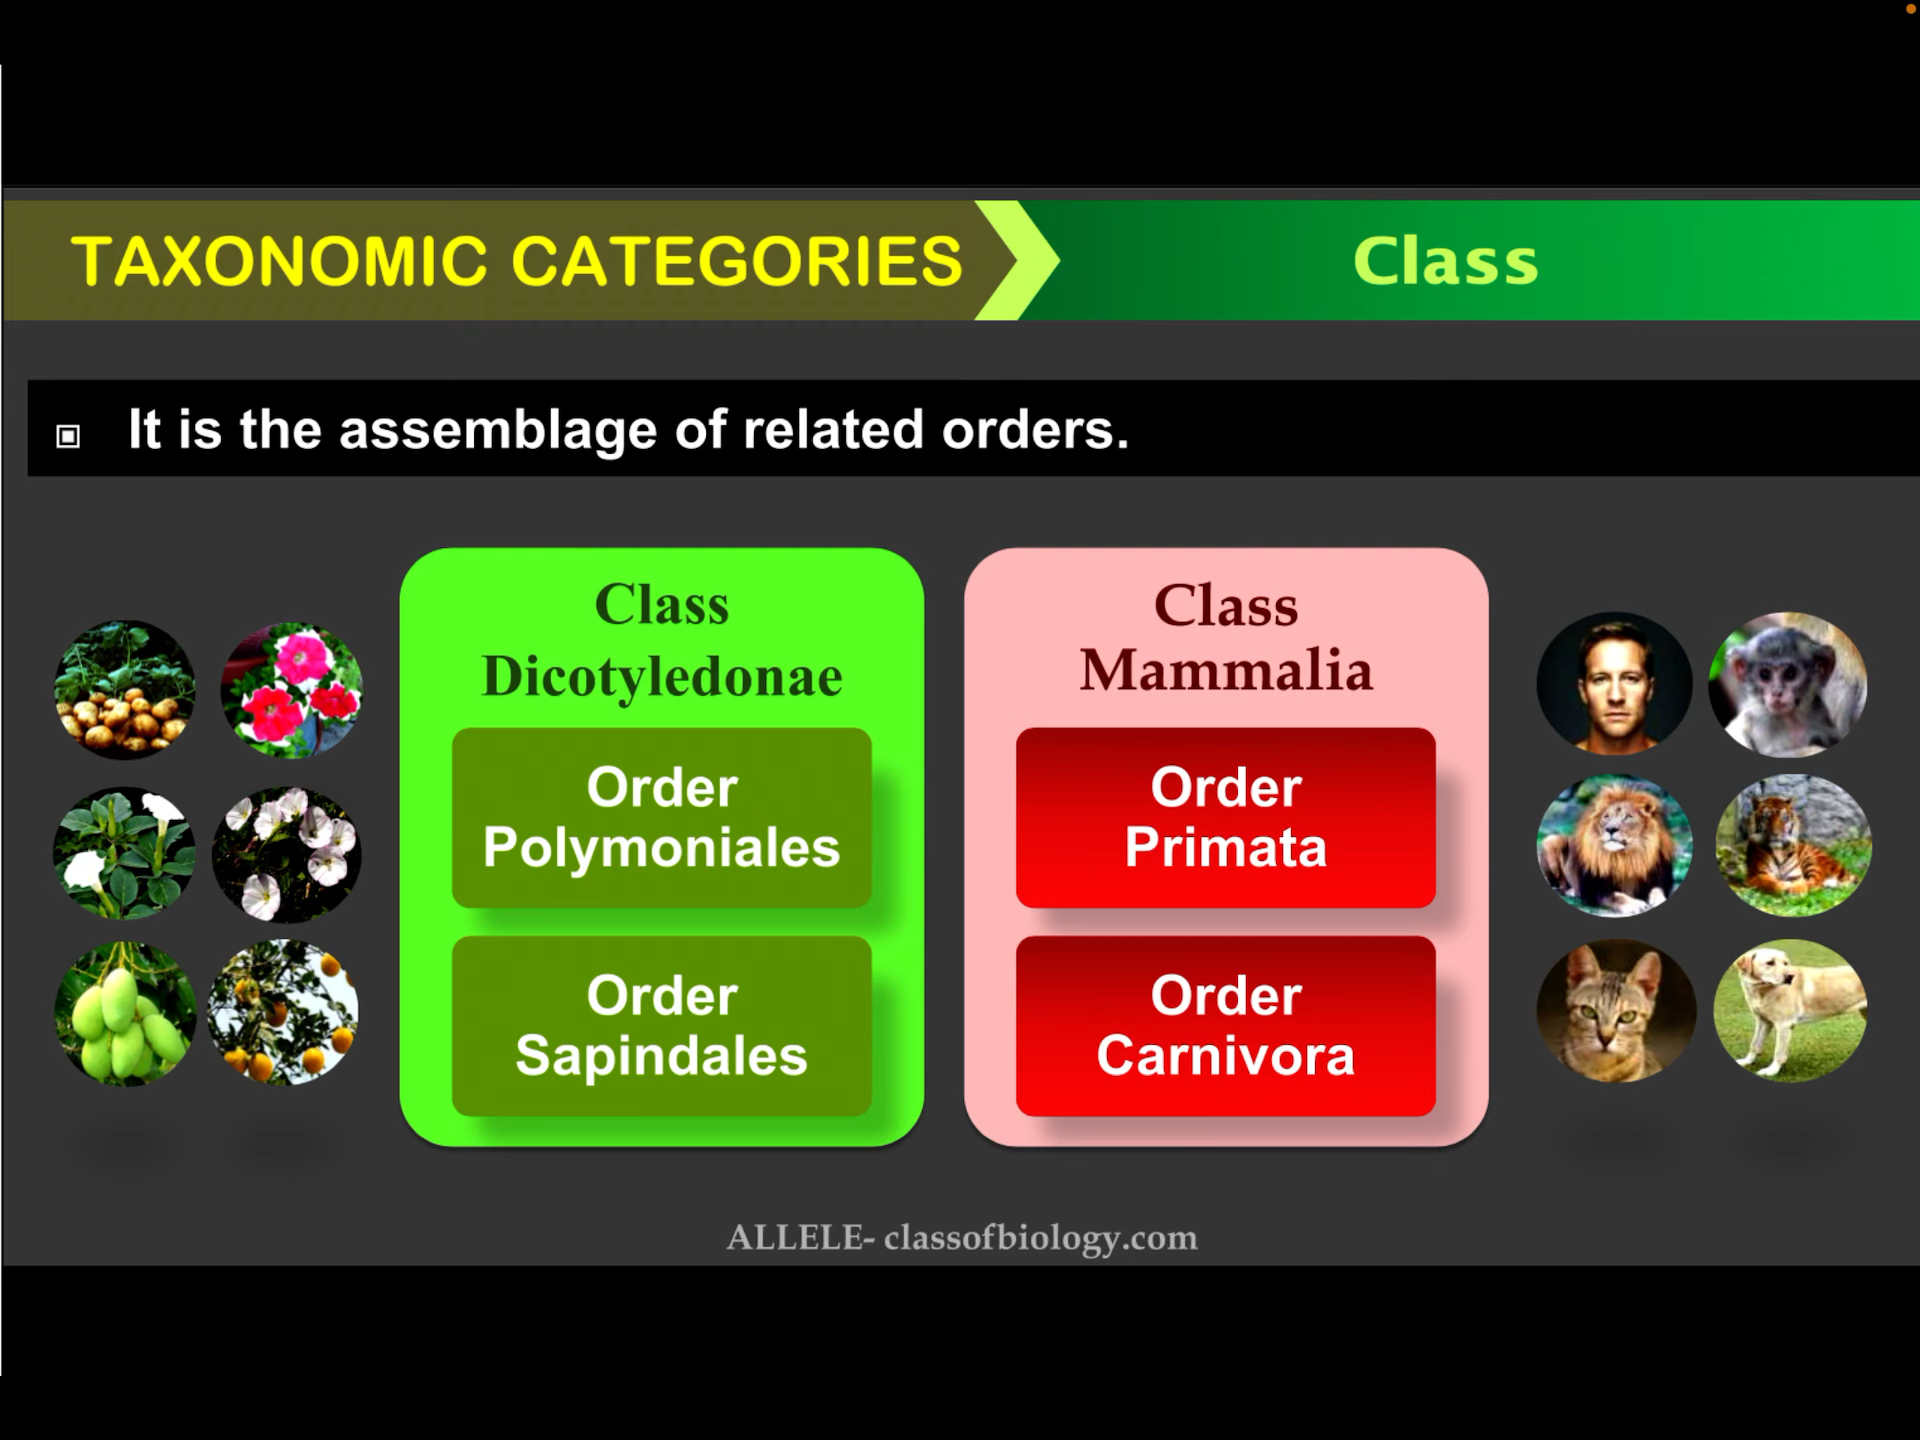 TAXONOMIC CATEGORIES
Class
It is the assemblage of related orders.
Class
Dicotyledonae
Order
Polymoniales
Order
Sapindales
Class
Mammalia
Order
Primata
Order
Carnivora
ALLELE- classofbiology.com